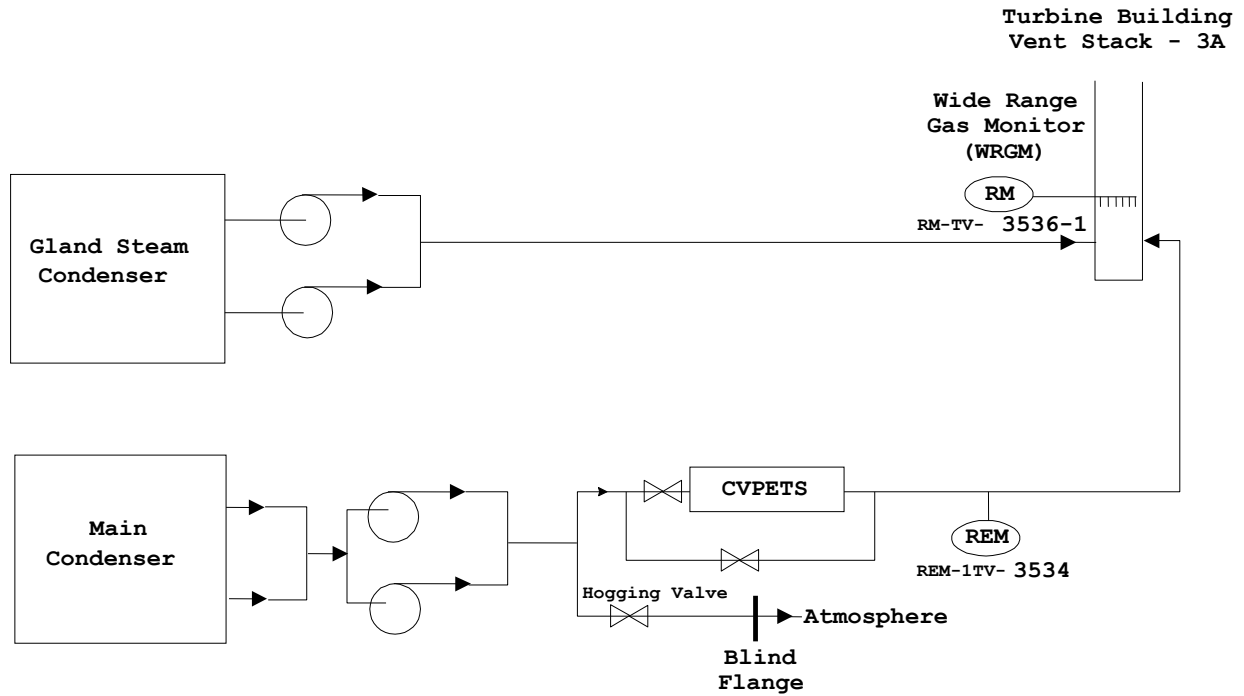 Turbine Building
Vent Stack - 3A
Wide Range
Gas Monitor
(WRGM)
RM
RM-TV- 3536-1
Gland Steam
Condenser
Main
Condenser
CVPETS
REM
REM-1TV- 3534
Hogging Valve
Atmosphere
Blind
Flange